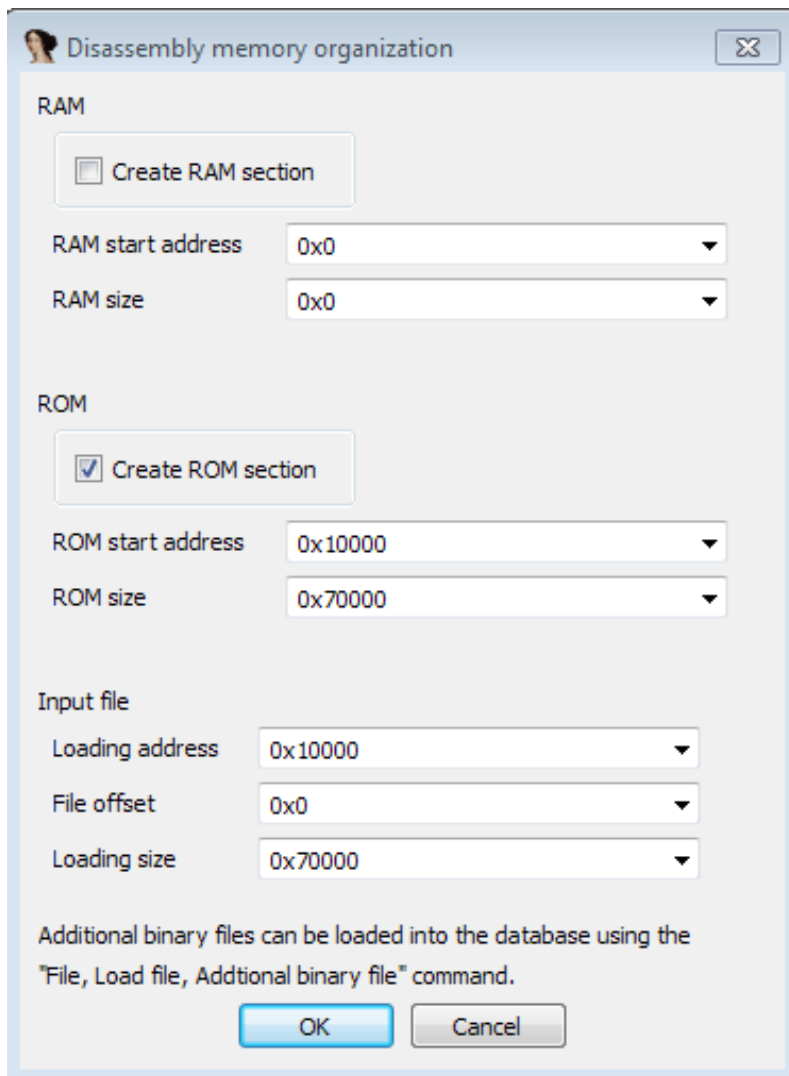 Disassembly memory organization
RAM
Create RAM section
RAM start address 0x0
RAM size 0x0
ROM
Create ROM section
ROM start address 0x10000
ROM size 0x70000
Input file
Loading address 0x10000
File offset 0x0
Loading size 0x70000
Additional binary files can be loaded into the database using the
"File, Load file, Addtional binary file" command.
OK Cancel